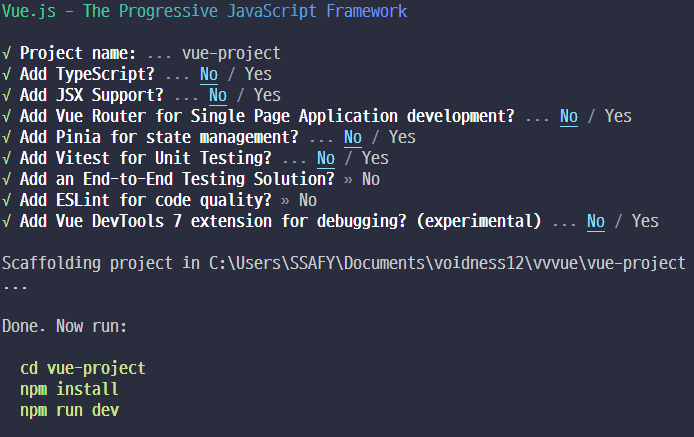 Vue.js - The Progressive JavaScript Framework
√ Project name: ... vue-project
√ Add TypeScript? ... No / Yes
√ Add JSX Support? ... No / Yes
√ Add Vue Router for Single Page Application development? ... No / Yes
√ Add Pinia for state management? ... No / Yes
√ Add Vitest for Unit Testing? ... No / Yes
√ Add an End-to-End Testing Solution? » No
√ Add ESLint for code quality? » No
√ Add Vue DevTools 7 extension for debugging? (experimental) ... No / Yes
Scaffolding project in C:\Users\SSAFY\Documents\voidness12\vvvue\vue-project
...
Done. Now run:
cd vue-project
npm install
npm run dev